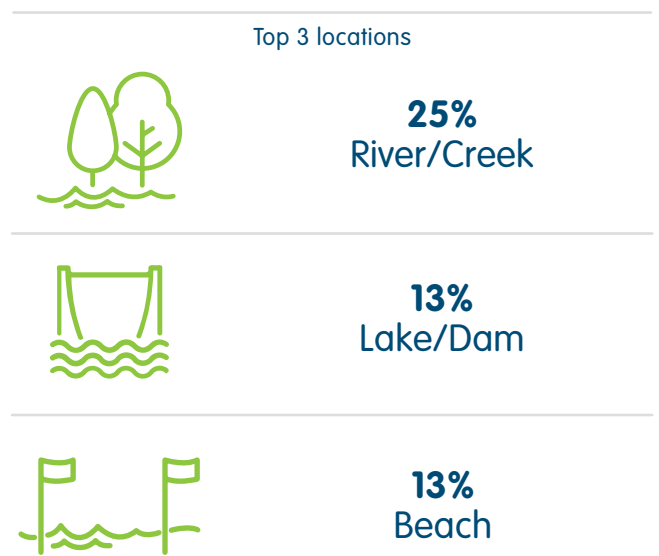 Top 3 locations
25%
River/Creek
13%
Lake/Dam
13%
Beach